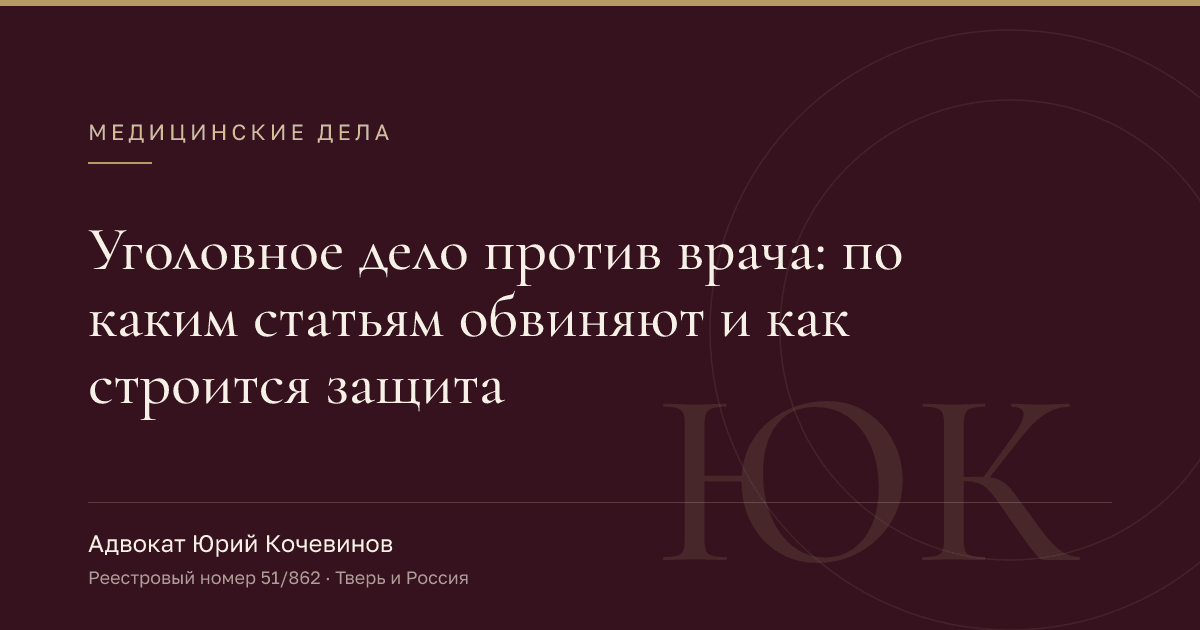 МЕДИЦИНСКИЕ ДЕЛА
Уголовное дело против врача: по
каким статьям обвиняют и как
строится защита
ЮК
Адвокат Юрий Кочевинов
Реестровый номер 51/862 · Тверь и Россия